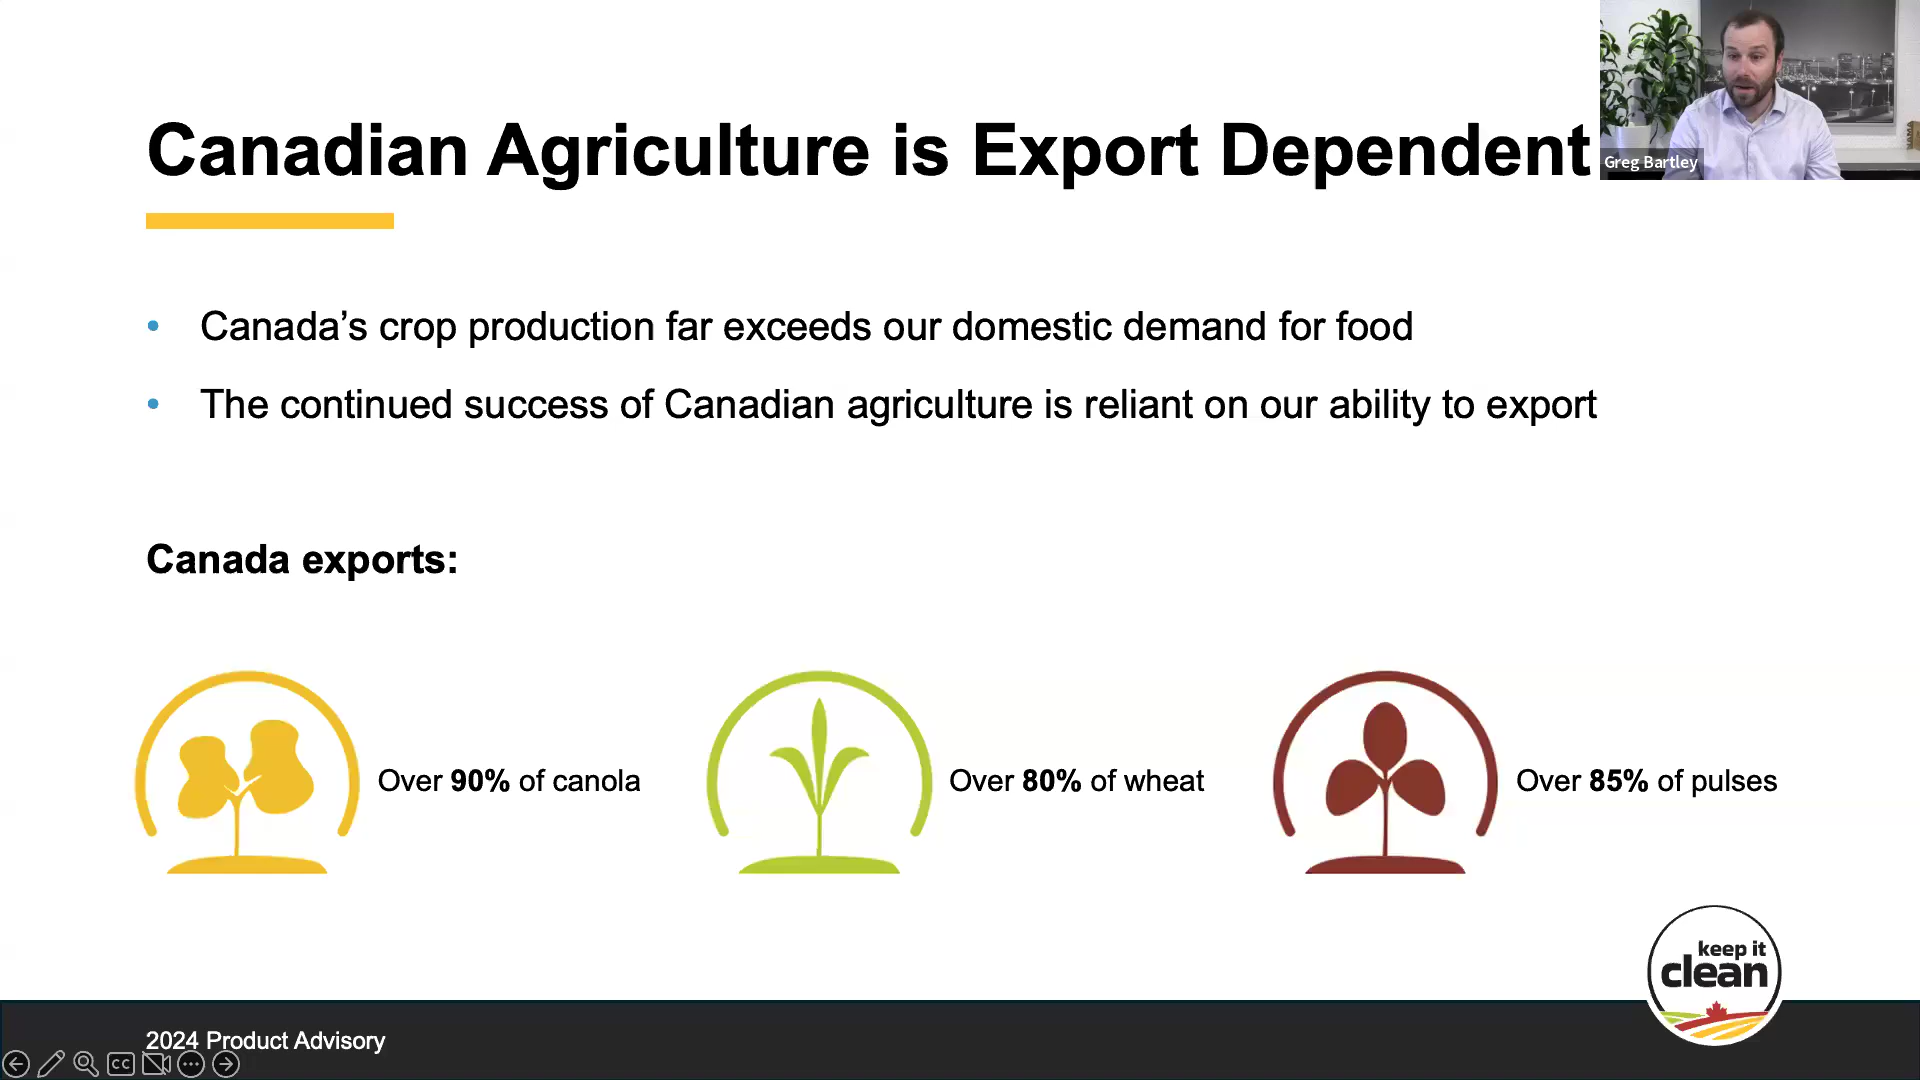 Canadian Agriculture is Export Dependent
Greg Bartley
• Canada’s crop production far exceeds our domestic demand for food
• The continued success of Canadian agriculture is reliant on our ability to export
Canada exports:
Over 90% of canola
Over 80% of wheat
Over 85% of pulses
keep it
clean
2024 Product Advisory
CC